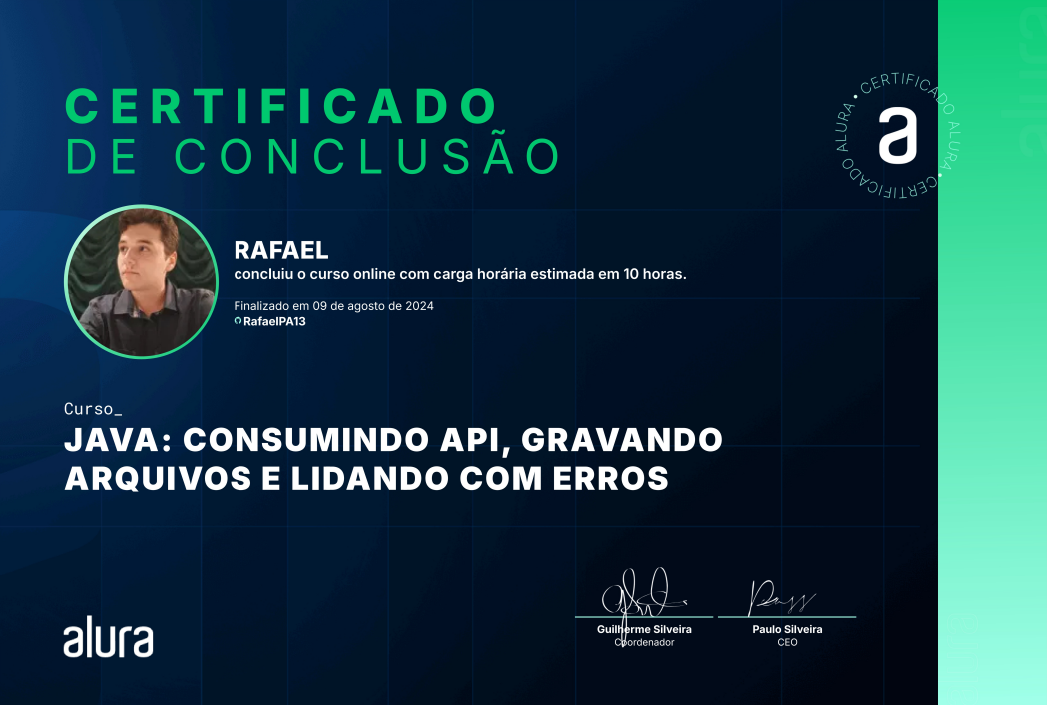 CERTIFICADO
DE CONCLUSÃO
CERTIFICADO ALURA • CERTIFICADO ALURA •
a
RAFAEL
concluiu o curso online com carga horária estimada em 10 horas.
Finalizado em 09 de agosto de 2024
RafaelPA13
Curso_
JAVA: CONSUMINDO API, GRAVANDO
ARQUIVOS E LIDANDO COM ERROS
alura
Guilherme Silveira
Coordenador
Paulo Silveira
CEO
alura